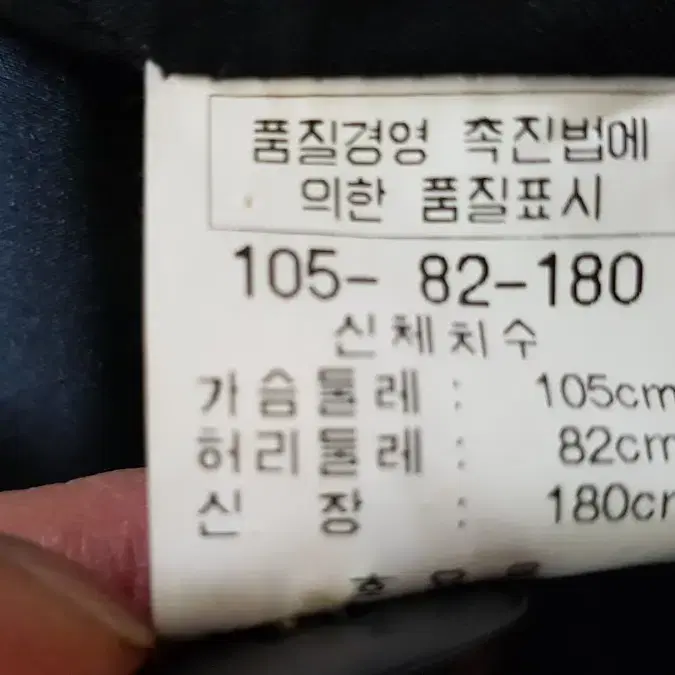 품질경영 촉진법에
의한 품질표시
105- 82-180
신체치수
가슴둘레 : 105cm
허리둘레 : 82cm
신 장 : 180cm